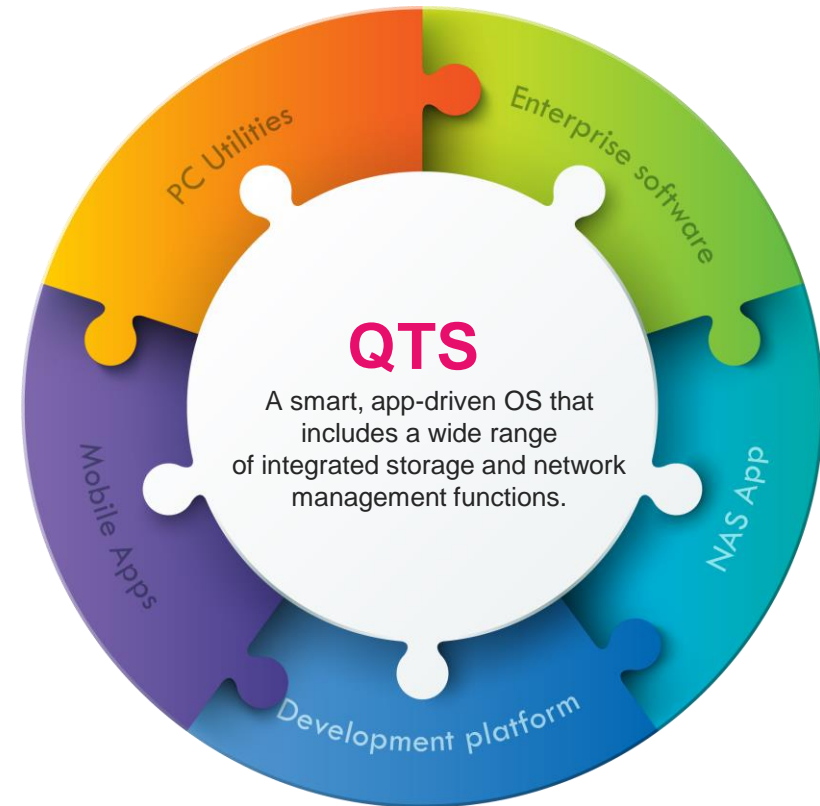 PC Utilities
Enterprise software
QTS
A smart, app-driven OS that
includes a wide range
of integrated storage and network
management functions.
Mobile Apps
NAS App
Development platform